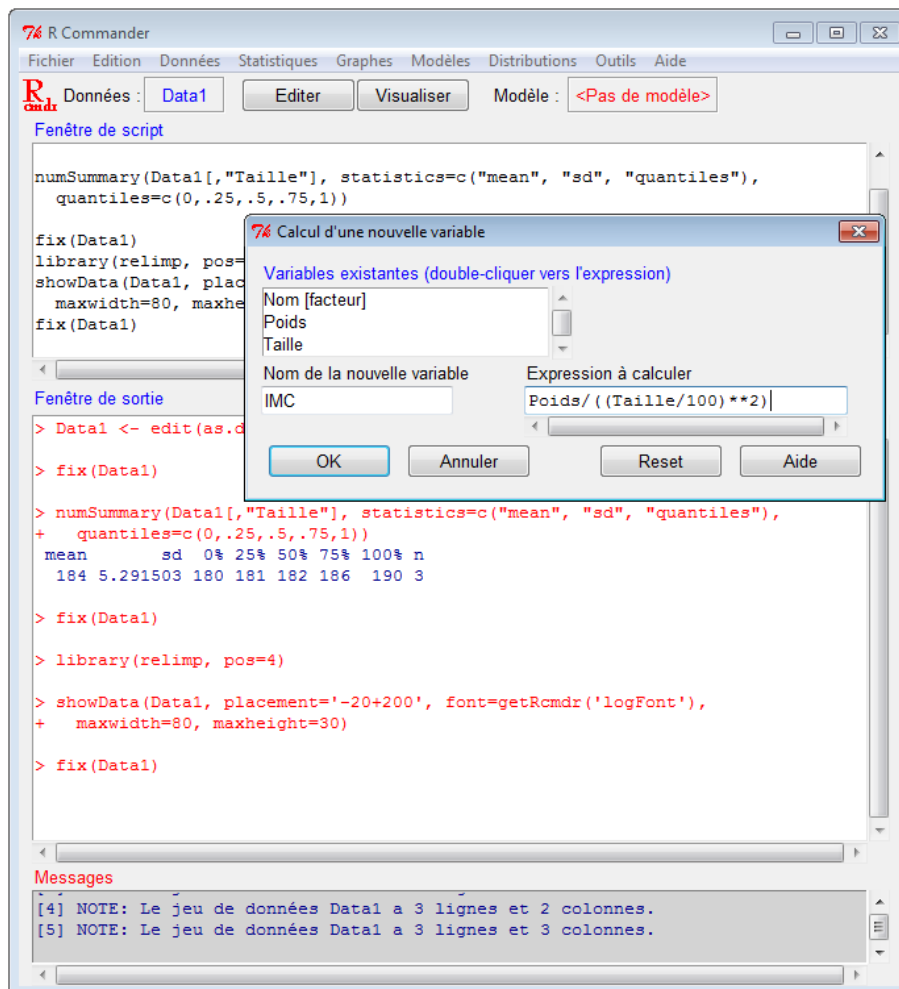 R Commander
Fichier Edition Données Statistiques Graphes Modèles Distributions Outils Aide
R cmdr Données : Data1 Editer Visualiser Modèle : <Pas de modèle>
Fenêtre de script
numSummary(Data1[,"Taille"], statistics=c("mean", "sd", "quantiles"),
quantiles=c(0,.25,.5,.75,1))
fix(Data1)
library(relimp, pos=
showData(Data1, plac
maxwidth=80, maxhe
fix(Data1)
Calcul d'une nouvelle variable
Variables existantes (double-cliquer vers l'expression)
Nom [facteur]
Poids
Taille
Nom de la nouvelle variable Expression à calculer
IMC Poids/((Taille/100)**2)
OK Annuler Reset Aide
Fenêtre de sortie
> Data1 <- edit(as.d
> fix(Data1)
> numSummary(Data1[,"Taille"], statistics=c("mean", "sd", "quantiles"),
+ quantiles=c(0,.25,.5,.75,1))
mean sd 0% 25% 50% 75% 100% n
184 5.291503 180 181 182 186 190 3
> fix(Data1)
> library(relimp, pos=4)
> showData(Data1, placement='-20+200', font=getRcmdr('logFont'),
+ maxwidth=80, maxheight=30)
> fix(Data1)
Messages
[4] NOTE: Le jeu de données Data1 a 3 lignes et 2 colonnes.
[5] NOTE: Le jeu de données Data1 a 3 lignes et 3 colonnes.